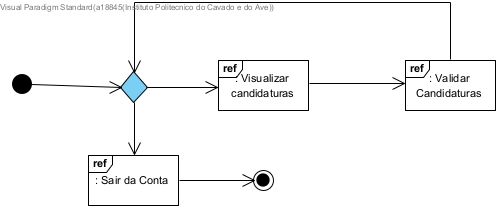 Visual Paradigm Standard(a18845(Instituto Politecnico do Cavado e do Ave))
ref
: Visualizar
candidaturas
ref
: Validar
Candidaturas
ref
: Sair da Conta